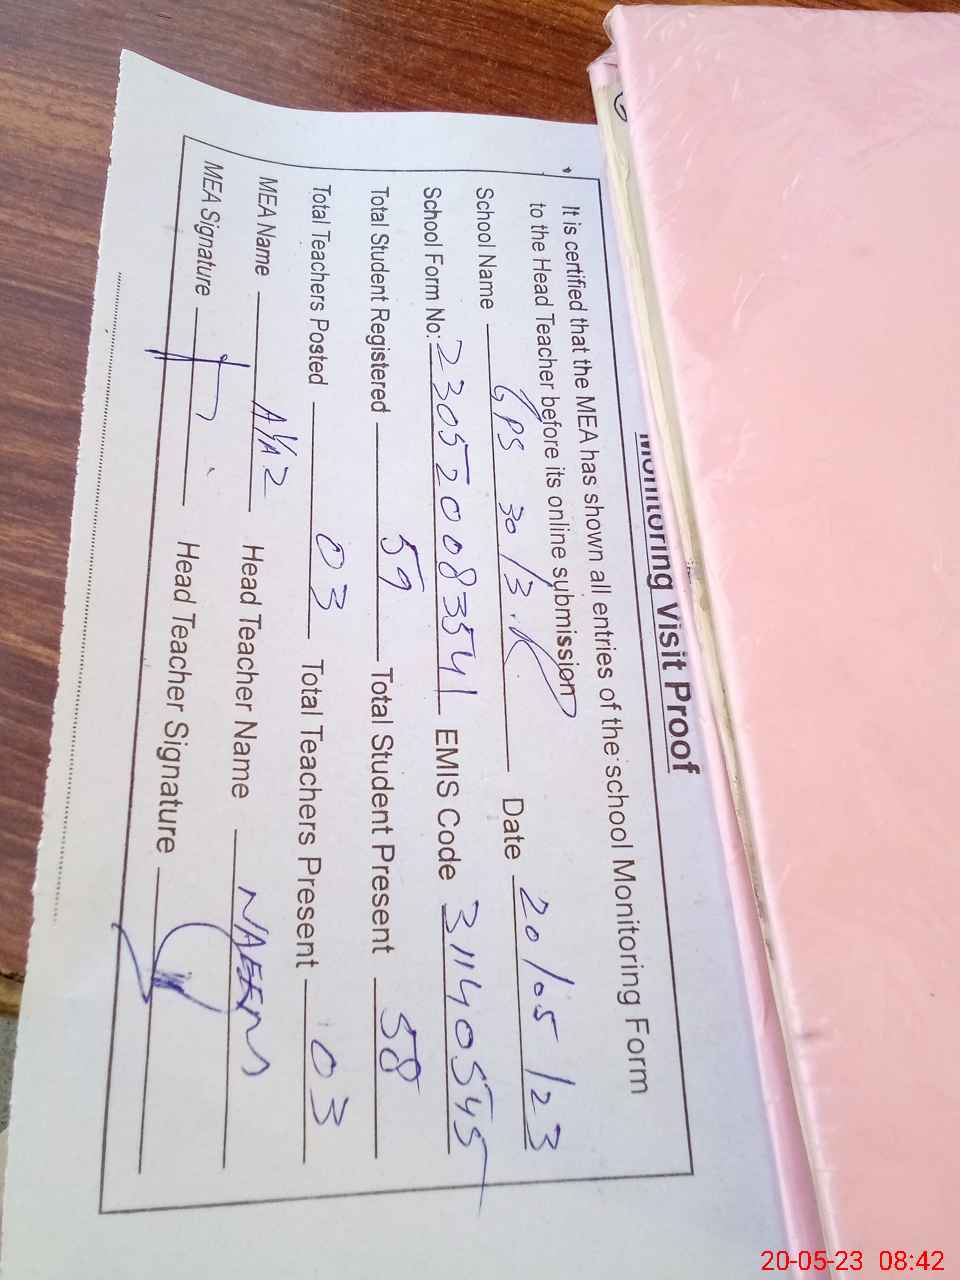 Monitoring Visit Proof
It is certified that the MEA has shown all entries of the school Monitoring Form
to the Head Teacher before its online submission
School Name GPS 30/3.R Date 20/05/23
School Form No: 230520083541 EMIS Code 31140545
Total Student Registered 59 Total Student Present 58
Total Teachers Posted 03 Total Teachers Present 03
MEA Name AYAZ Head Teacher Name NAEEM
MEA Signature Head Teacher Signature
20-05-23 08:42